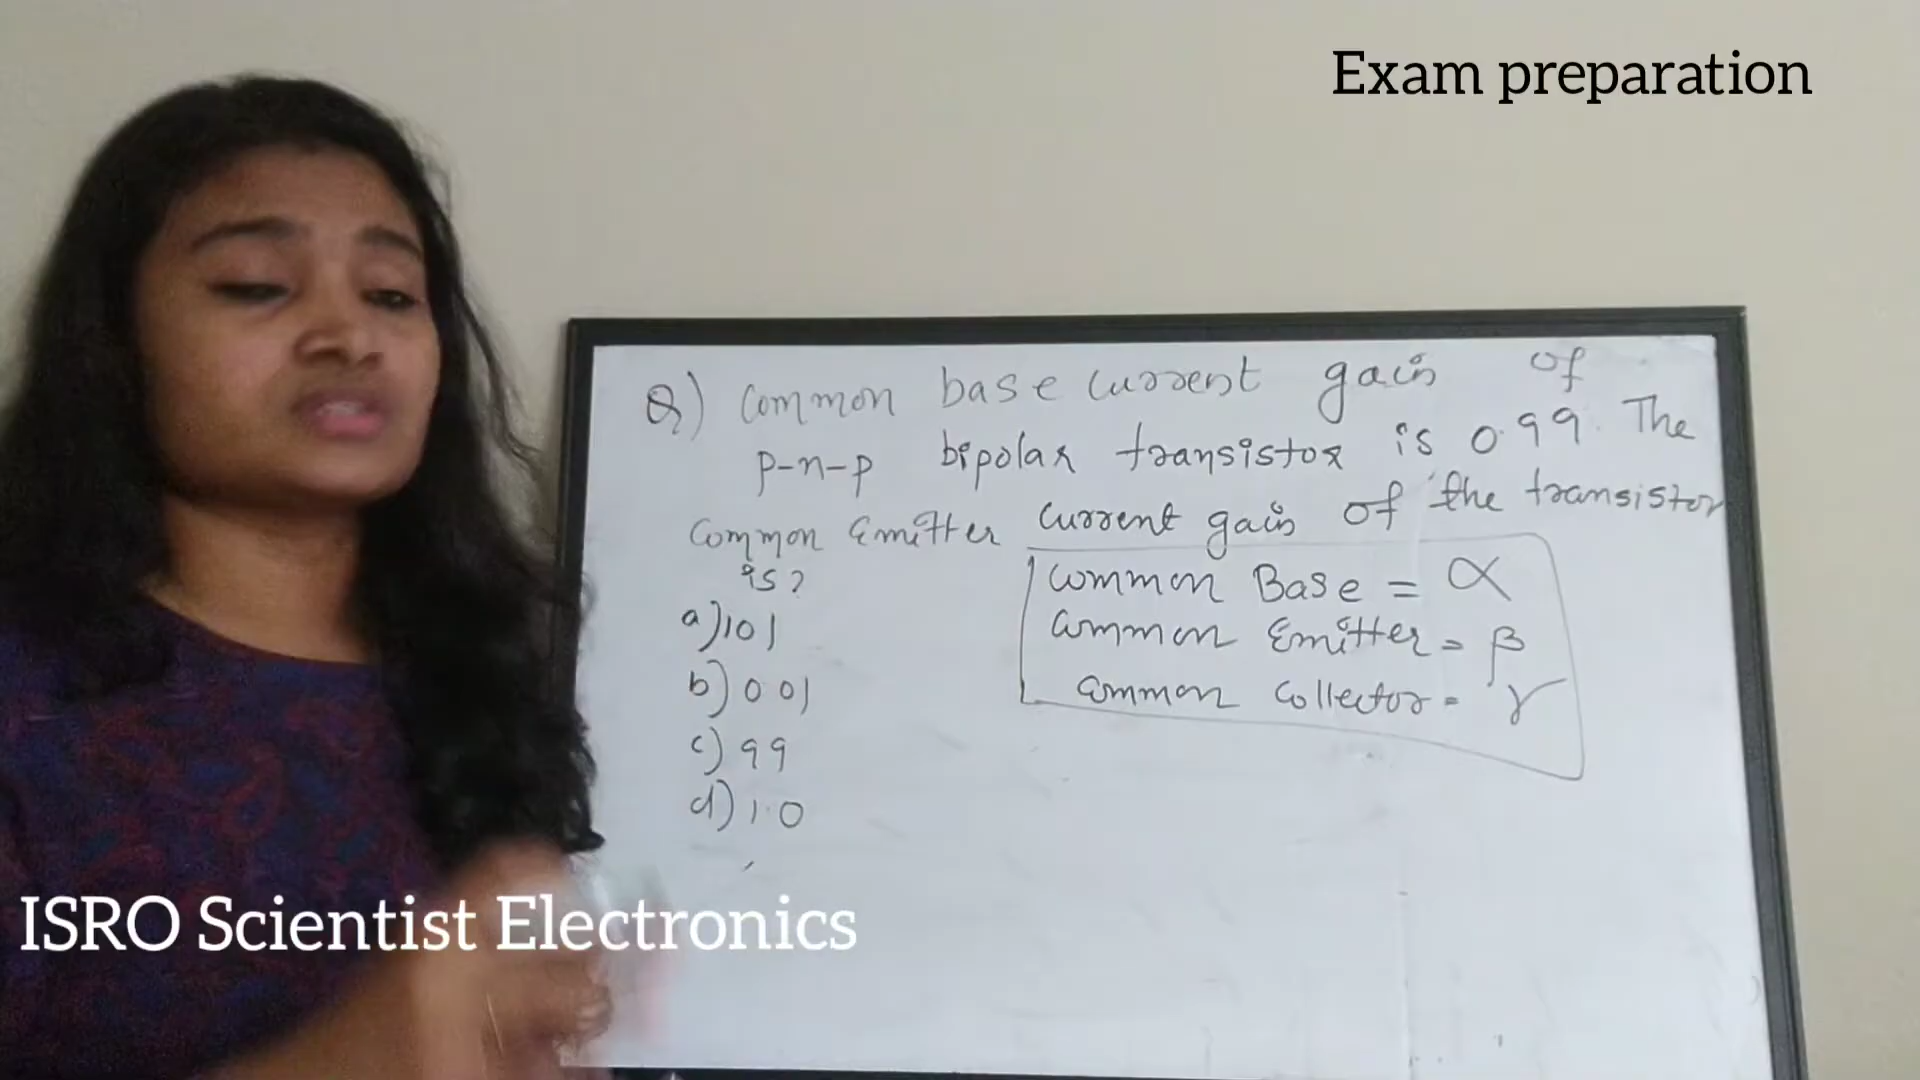 Exam preparation
Q) Common base current gain of
p-n-p bipolar transistor is 0.99. The
Common Emitter current gain of the transistor
is?
a) 101
b) 0.01
c) 99
d) 1.0
Common Base = α
Common Emitter = β
Common Collector = γ
ISRO Scientist Electronics